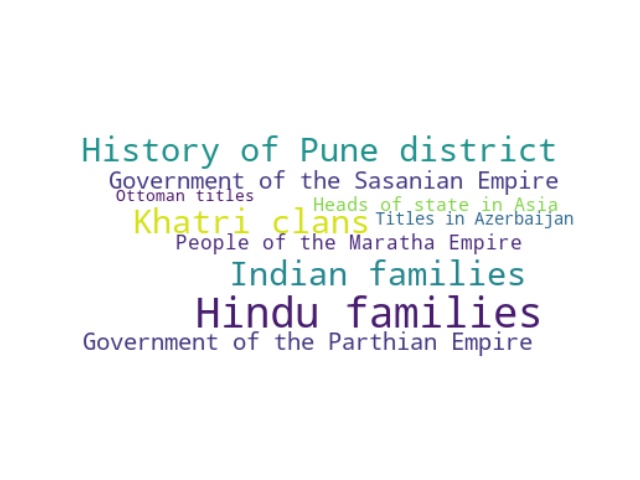 History of Pune district
Government of the Sasanian Empire
Ottoman titles
Heads of state in Asia
Khatri clans
Titles in Azerbaijan
People of the Maratha Empire
Indian families
Hindu families
Government of the Parthian Empire